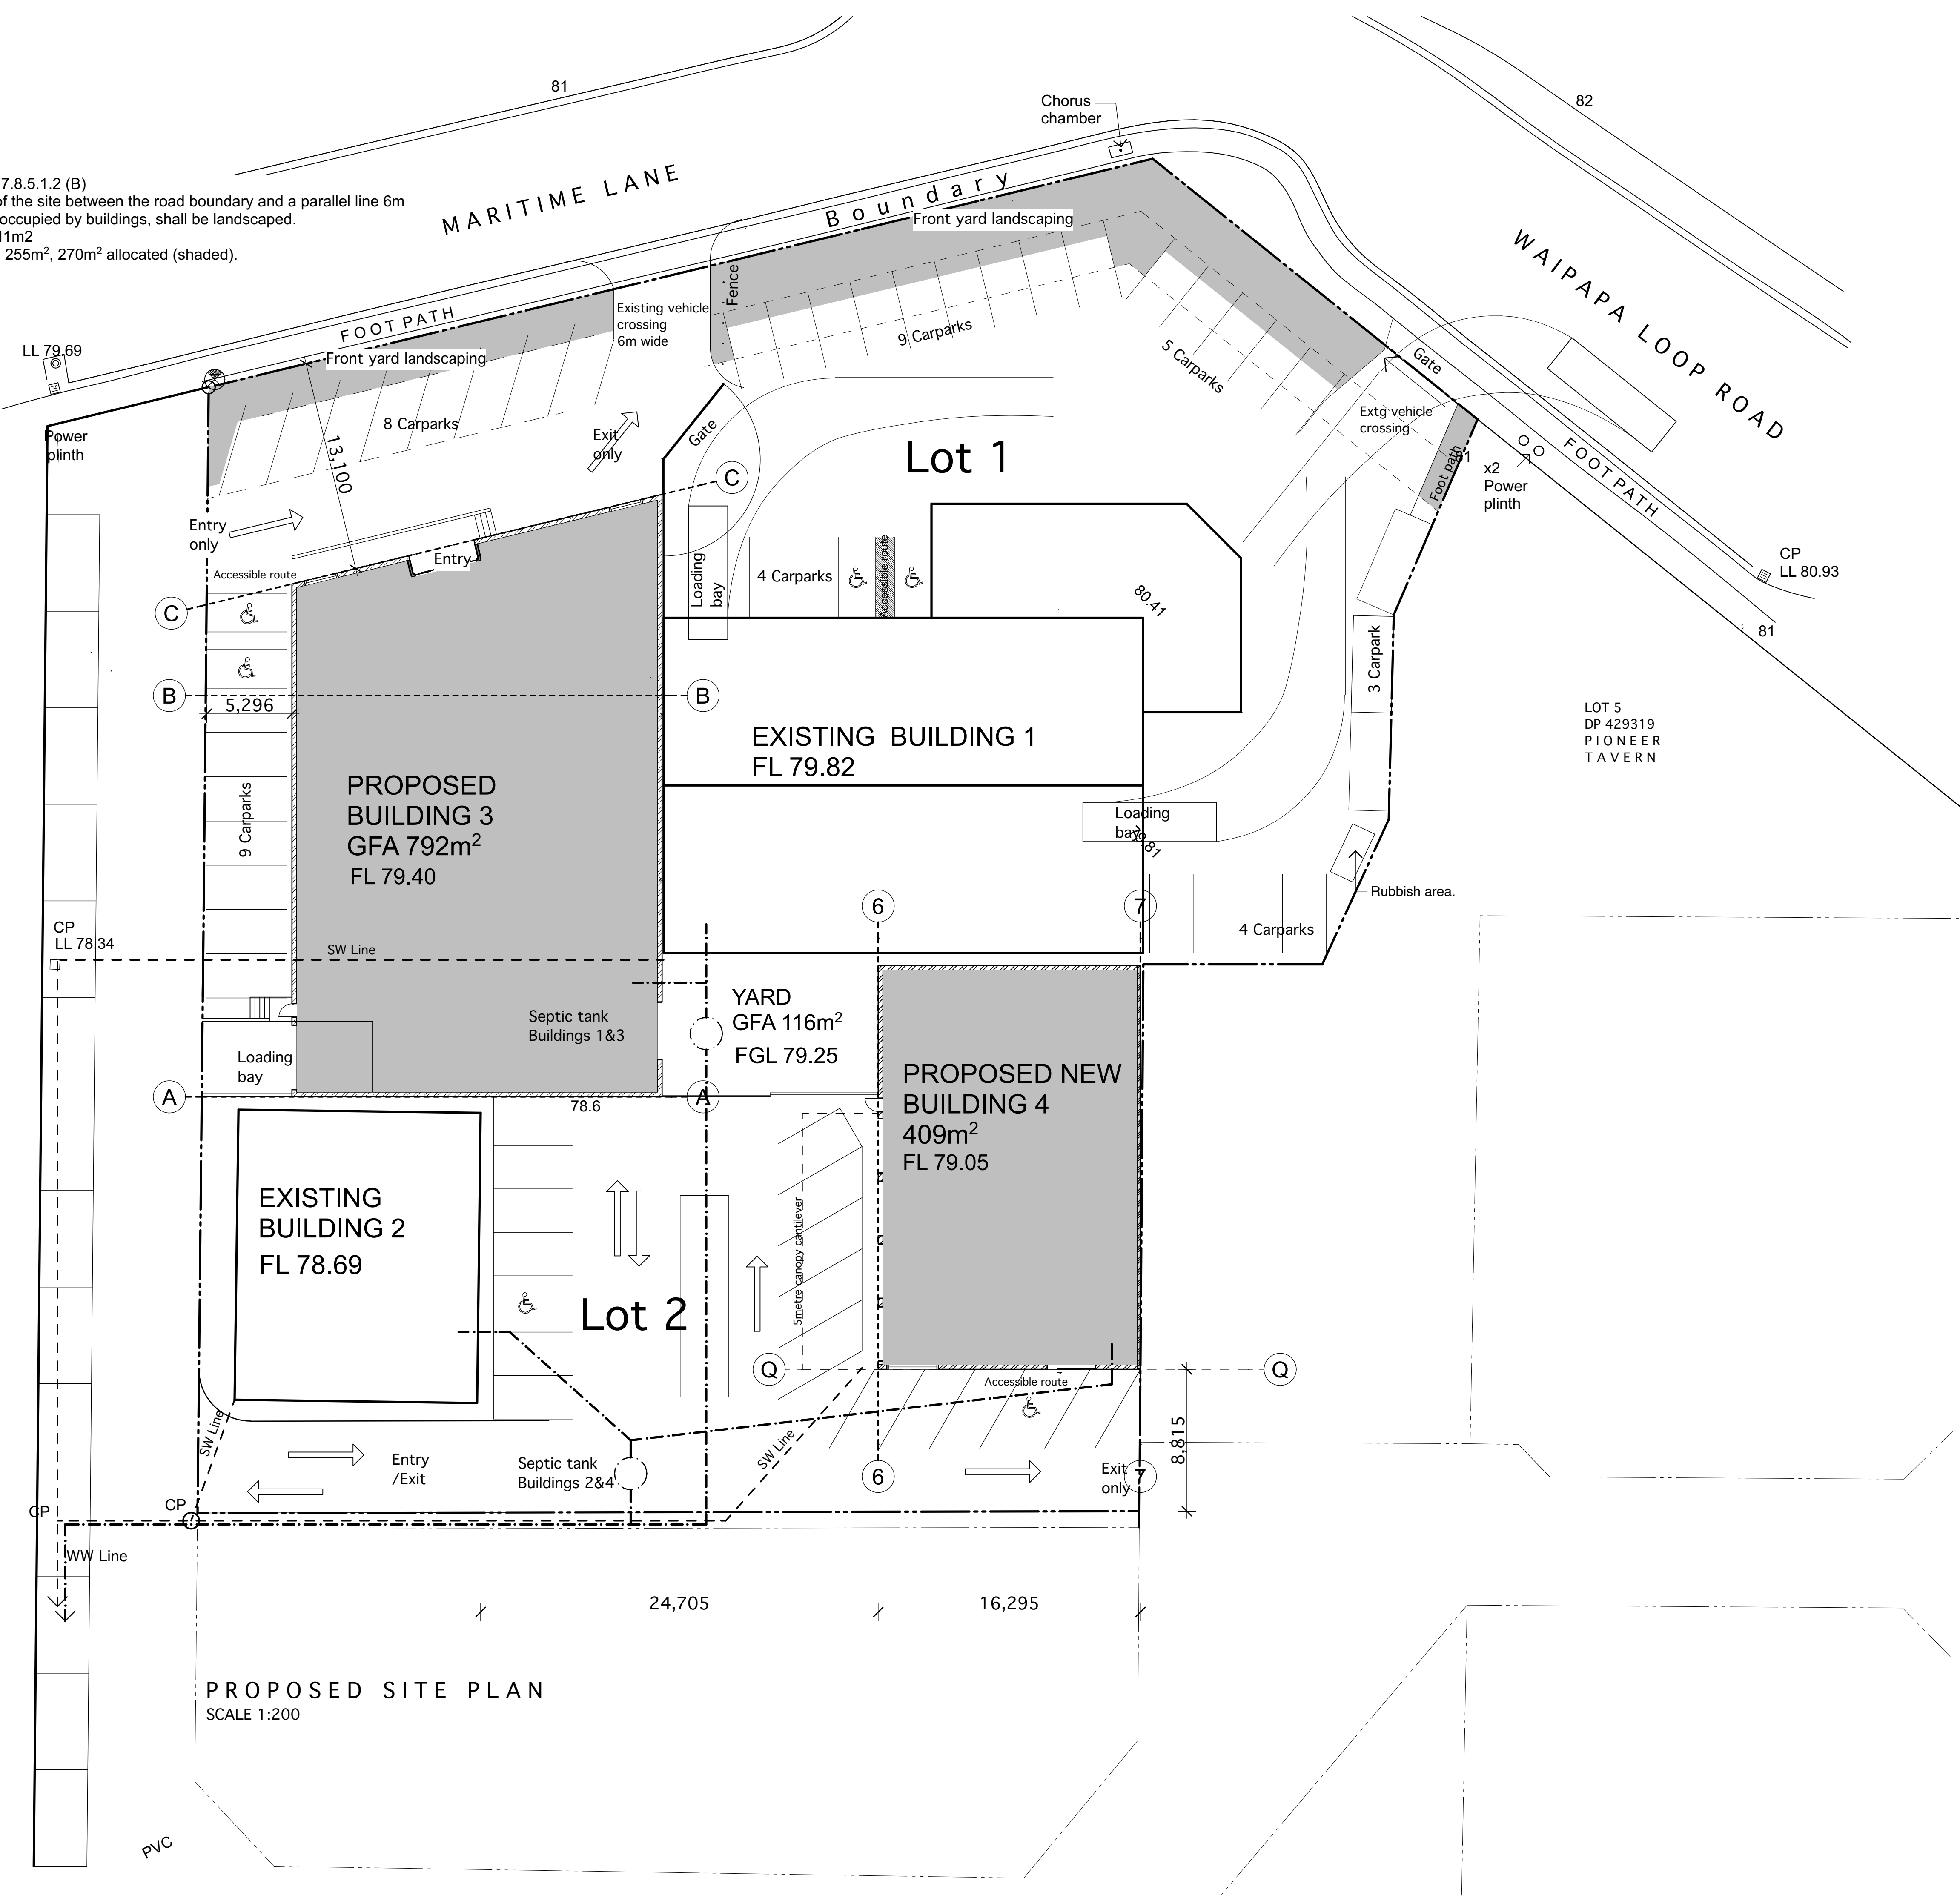 81
82
Chorus
chamber
7.8.5.1.2 (B)
of the site between the road boundary and a parallel line 6m
occupied by buildings, shall be landscaped.
11m2
255m², 270m² allocated (shaded).
MARITIME LANE
Boundary
Front yard landscaping
WAIPAPA LOOP ROAD
FOOTPATH
Existing vehicle
crossing
6m wide
Fence
9 Carparks
5 Carparks
Gate
LL 79.69
Front yard landscaping
Power
plinth
8 Carparks
13,100
Exit
only
Gate
Lot 1
Extg vehicle
crossing
Foot path
81
x2
Power
plinth
FOOTPATH
C
Entry
only
Entry
Accessible route
Loading
bay
4 Carparks
Accessible route
80.41
CP
LL 80.93
81
C
3 Carpark
B
B
5,296
LOT 5
DP 429319
PIONEER
TAVERN
EXISTING BUILDING 1
FL 79.82
PROPOSED
BUILDING 3
GFA 792m²
FL 79.40
9 Carparks
Loading
bay
79.81
Rubbish area.
6
7
4 Carparks
CP
LL 78.34
SW Line
YARD
GFA 116m²
FGL 79.25
Septic tank
Buildings 1&3
Loading
bay
A
A
78.6
PROPOSED NEW
BUILDING 4
409m²
FL 79.05
EXISTING
BUILDING 2
FL 78.69
5metre canopy cantilever
Lot 2
Q
Q
Accessible route
8,815
SW Line
SW Line
Entry
/Exit
Septic tank
Buildings 2&4
6
Exit
only
7
CP
CP
WW Line
24,705
16,295
PROPOSED SITE PLAN
SCALE 1:200
PVC